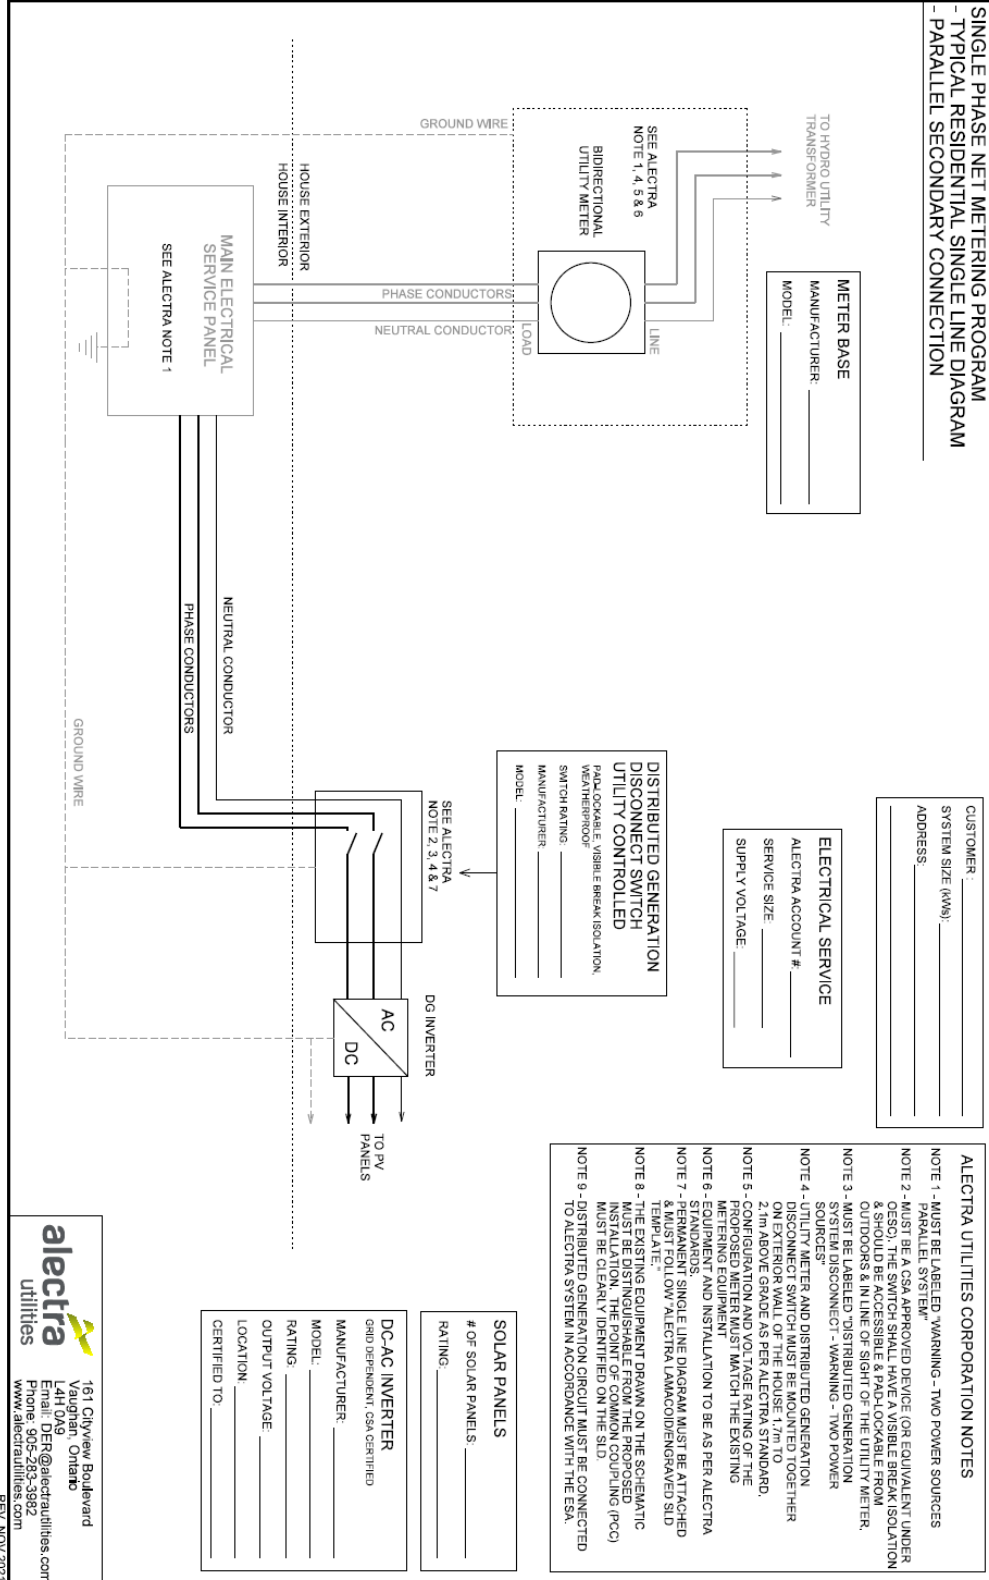 SINGLE PHASE NET METERING PROGRAM
- TYPICAL RESIDENTIAL SINGLE LINE DIAGRAM
- PARALLEL SECONDARY CONNECTION
TO HYDRO UTILITY
TRANSFORMER
METER BASE
MANUFACTURER:
MODEL:
SEE ALECTRA
NOTE 1, 4, 5 & 6
BIDIRECTIONAL
UTILITY METER
LINE
LOAD
GROUND WIRE
PHASE CONDUCTORS
NEUTRAL CONDUCTOR
HOUSE EXTERIOR
HOUSE INTERIOR
MAIN ELECTRICAL
SERVICE PANEL
SEE ALECTRA NOTE 1
NEUTRAL CONDUCTOR
PHASE CONDUCTORS
GROUND WIRE
CUSTOMER :
SYSTEM SIZE (kWs):
ADDRESS:
ELECTRICAL SERVICE
ALECTRA ACCOUNT #:
SERVICE SIZE:
SUPPLY VOLTAGE:
DISTRIBUTED GENERATION
DISCONNECT SWITCH
UTILITY CONTROLLED
PAD-LOCKABLE, VISIBLE BREAK ISOLATION,
WEATHERPROOF
SWITCH RATING:
MANUFACTURER:
MODEL:
SEE ALECTRA
NOTE 2, 3, 4 & 7
DG INVERTER
AC
DC
TO PV
PANELS
ALECTRA UTILITIES CORPORATION NOTES
NOTE 1 - MUST BE LABELED "WARNING - TWO POWER SOURCES
PARALLEL SYSTEM"
NOTE 2 - MUST BE A CSA APPROVED DEVICE (OR EQUIVALENT UNDER
OESC). THE SWITCH SHALL HAVE A VISIBLE BREAK ISOLATION
& SHOULD BE ACCESSIBLE & PAD-LOCKABLE FROM
OUTDOORS & IN LINE OF SIGHT OF THE UTILITY METER.
NOTE 3 - MUST BE LABELED "DISTRIBUTED GENERATION
SYSTEM DISCONNECT - WARNING - TWO POWER
SOURCES"
NOTE 4 - UTILITY METER AND DISTRIBUTED GENERATION
DISCONNECT SWITCH MUST BE MOUNTED TOGETHER
ON EXTERIOR WALL OF THE HOUSE 1.7m TO
2.1m ABOVE GRADE AS PER ALECTRA STANDARD.
NOTE 5 - CONFIGURATION AND VOLTAGE RATING OF THE
PROPOSED METER MUST MATCH THE EXISTING
METERING EQUIPMENT
NOTE 6 - EQUIPMENT AND INSTALLATION TO BE AS PER ALECTRA
STANDARDS.
NOTE 7 - PERMANENT SINGLE LINE DIAGRAM MUST BE ATTACHED
& MUST FOLLOW "ALECTRA LAMACOID/ENGRAVED SLD
TEMPLATE."
NOTE 8 - THE EXISTING EQUIPMENT DRAWN ON THE SCHEMATIC
MUST BE DISTINGUISHABLE FROM THE PROPOSED
INSTALLATION. THE POINT OF COMMON COUPLING (PCC)
MUST BE CLEARLY IDENTIFIED ON THE SLD.
NOTE 9 - DISTRIBUTED GENERATION CIRCUIT MUST BE CONNECTED
TO ALECTRA SYSTEM IN ACCORDANCE WITH THE ESA.
SOLAR PANELS
# OF SOLAR PANELS:
RATING:
DC-AC INVERTER
GRID DEPENDENT, CSA CERTIFIED
MANUFACTURER:
MODEL:
RATING:
OUTPUT VOLTAGE:
LOCATION:
CERTIFIED TO:
alectra
utilities
161 Cityview Boulevard
Vaughan, Ontario
L4H 0A9
Email: DER@alectrautilities.com
Phone: 905-283-3982
www.alectrautilities.com
REV. NOV 2021